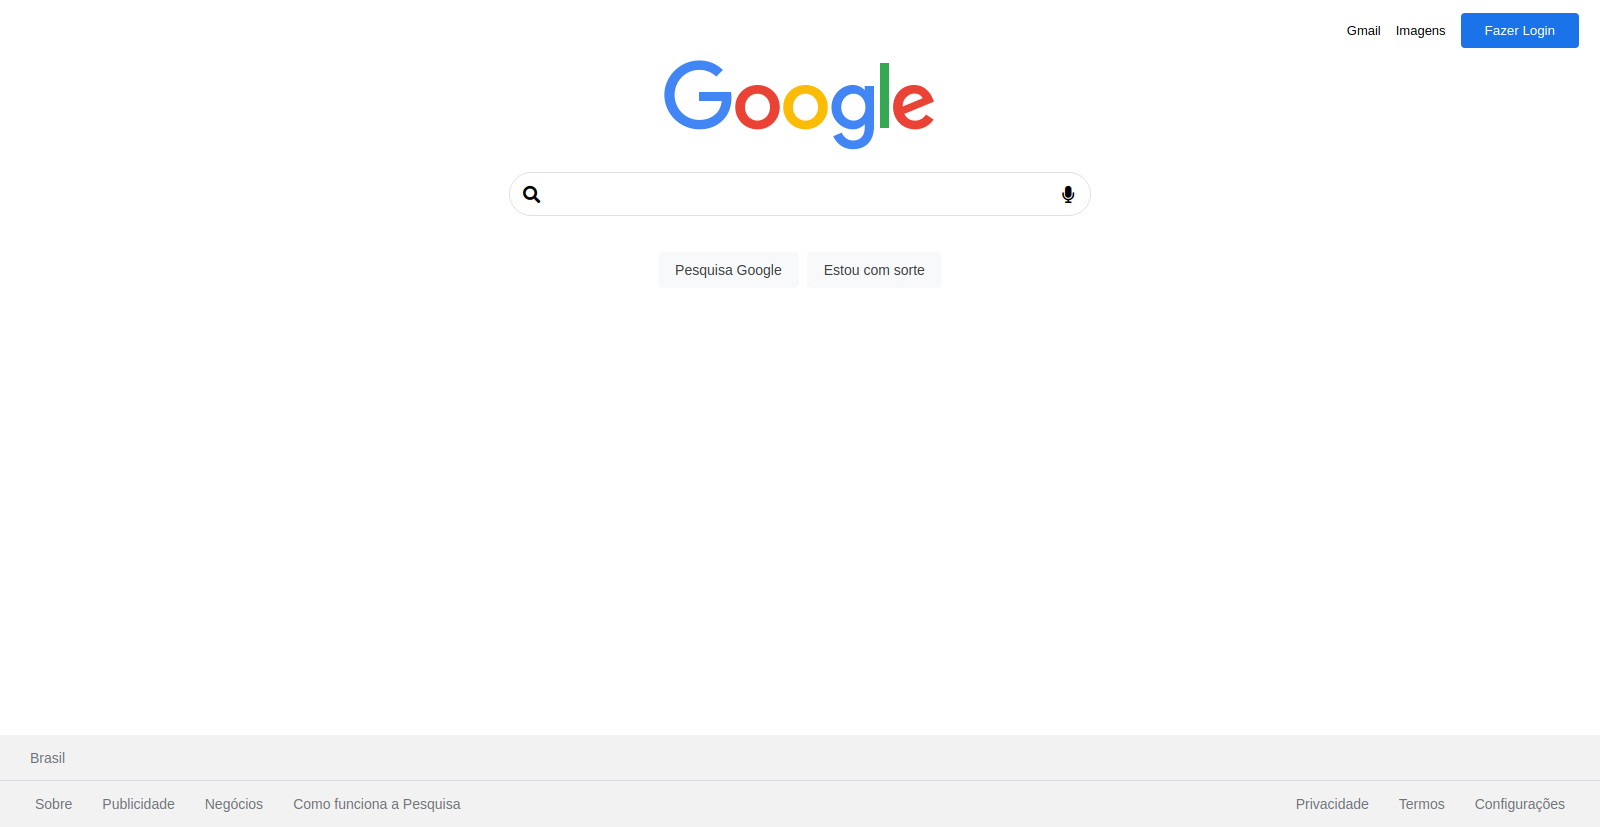 Gmail Imagens Fazer Login
Google
Pesquisa Google Estou com sorte
Brasil
Sobre Publicidade Negócios Como funciona a Pesquisa Privacidade Termos Configurações